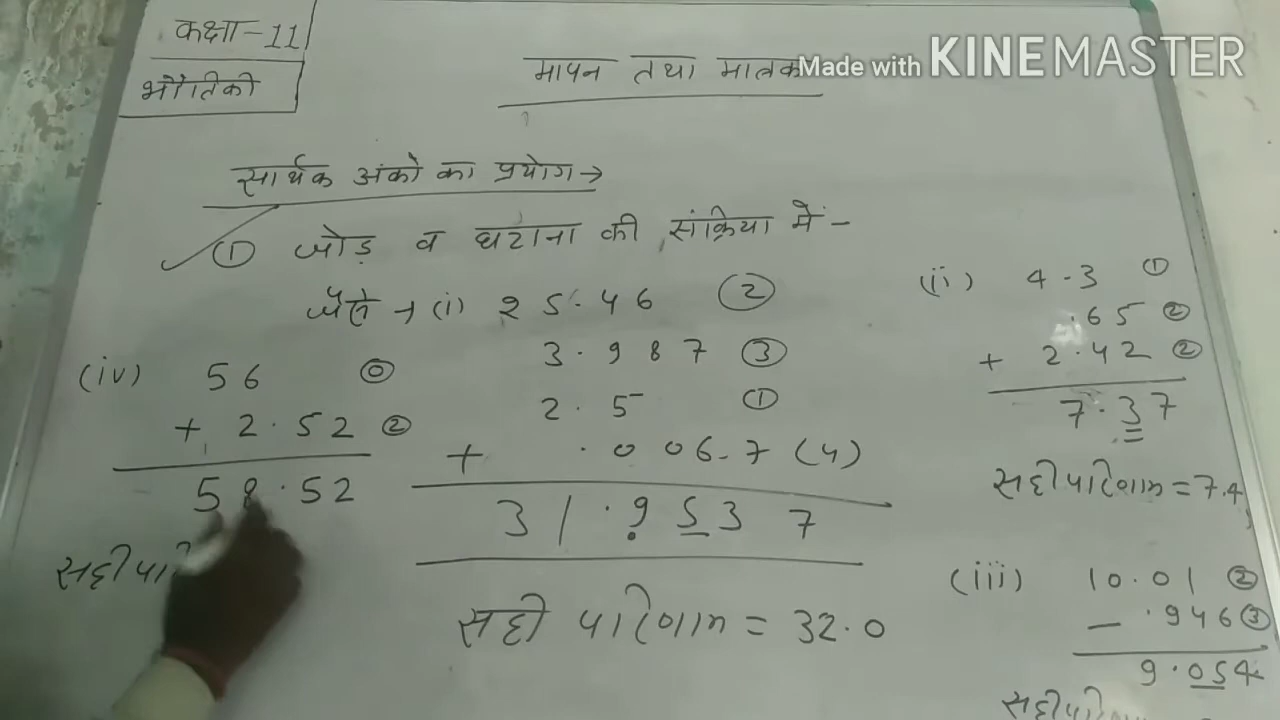 कक्षा-11
भौतिकी
मापन तथा मात्रक
Made with KINEMASTER
सार्थक अंको का प्रयोग→
① जोड़ व घटाना की संक्रिया में-
जैसे → (i) 25.46 ②
3.987 ③
2.5 ①
+ .0067 (4)
31.9537
सही परिणाम = 32.0
(ii) 4.3 ①
.65 ②
+ 2.42 ②
7.37
सही परिणाम = 7.4
(iii) 10.01 ②
- .946 ③
9.054
(iv) 56 ⓪
+ 2.52 ②
58.52